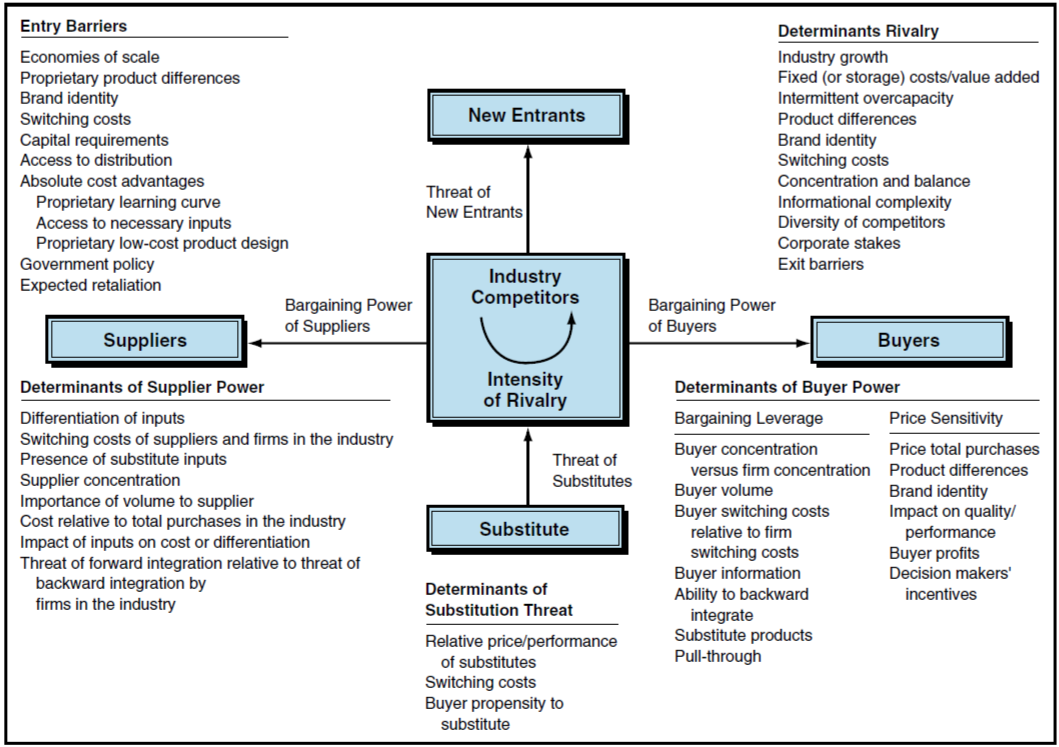 Entry Barriers
Economies of scale
Proprietary product differences
Brand identity
Switching costs
Capital requirements
Access to distribution
Absolute cost advantages
Proprietary learning curve
Access to necessary inputs
Proprietary low-cost product design
Government policy
Expected retaliation
New Entrants
Threat of
New Entrants
Determinants Rivalry
Industry growth
Fixed (or storage) costs/value added
Intermittent overcapacity
Product differences
Brand identity
Switching costs
Concentration and balance
Informational complexity
Diversity of competitors
Corporate stakes
Exit barriers
Suppliers
Bargaining Power
of Suppliers
Industry
Competitors
Intensity
of Rivalry
Bargaining Power
of Buyers
Buyers
Determinants of Supplier Power
Differentiation of inputs
Switching costs of suppliers and firms in the industry
Presence of substitute inputs
Supplier concentration
Importance of volume to supplier
Cost relative to total purchases in the industry
Impact of inputs on cost or differentiation
Threat of forward integration relative to threat of
backward integration by
firms in the industry
Threat of
Substitutes
Substitute
Determinants of
Substitution Threat
Relative price/performance
of substitutes
Switching costs
Buyer propensity to
substitute
Determinants of Buyer Power
Bargaining Leverage
Buyer concentration
versus firm concentration
Buyer volume
Buyer switching costs
relative to firm
switching costs
Buyer information
Ability to backward
integrate
Substitute products
Pull-through
Price Sensitivity
Price total purchases
Product differences
Brand identity
Impact on quality/
performance
Buyer profits
Decision makers'
incentives